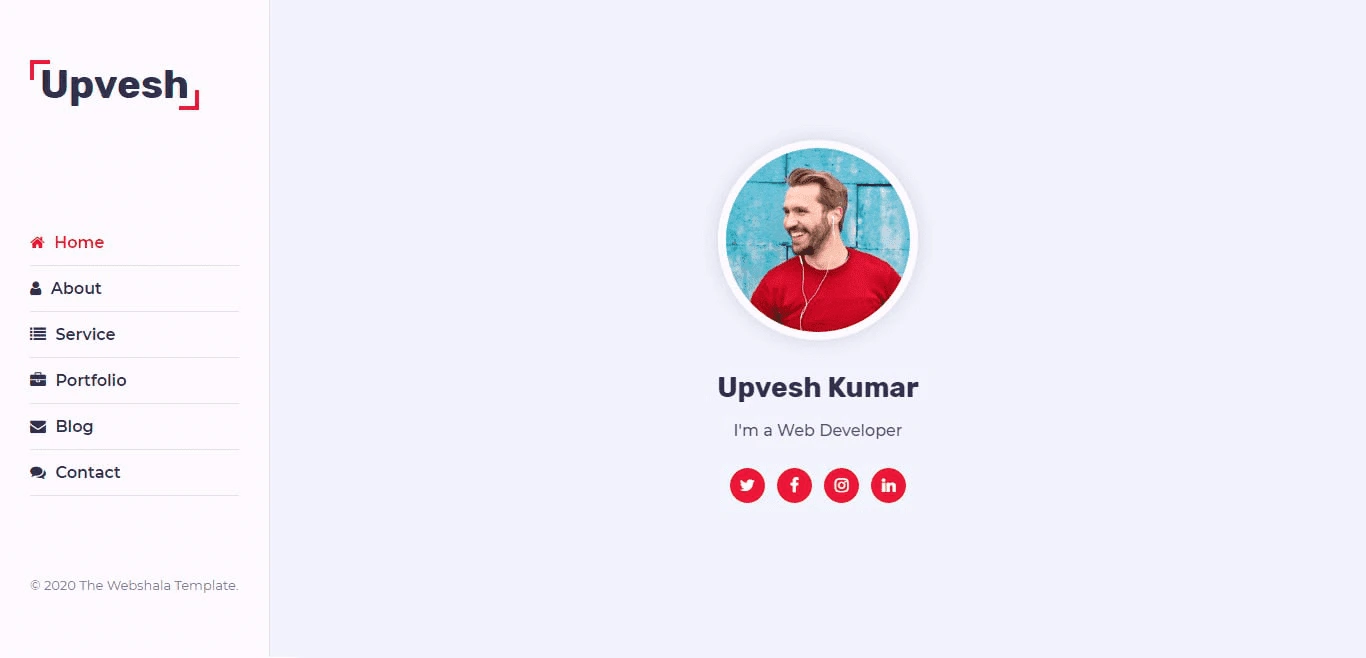 Upvesh
Home
About
Service
Portfolio
Blog
Contact
© 2020 The Webshala Template.
Upvesh Kumar
I'm a Web Developer